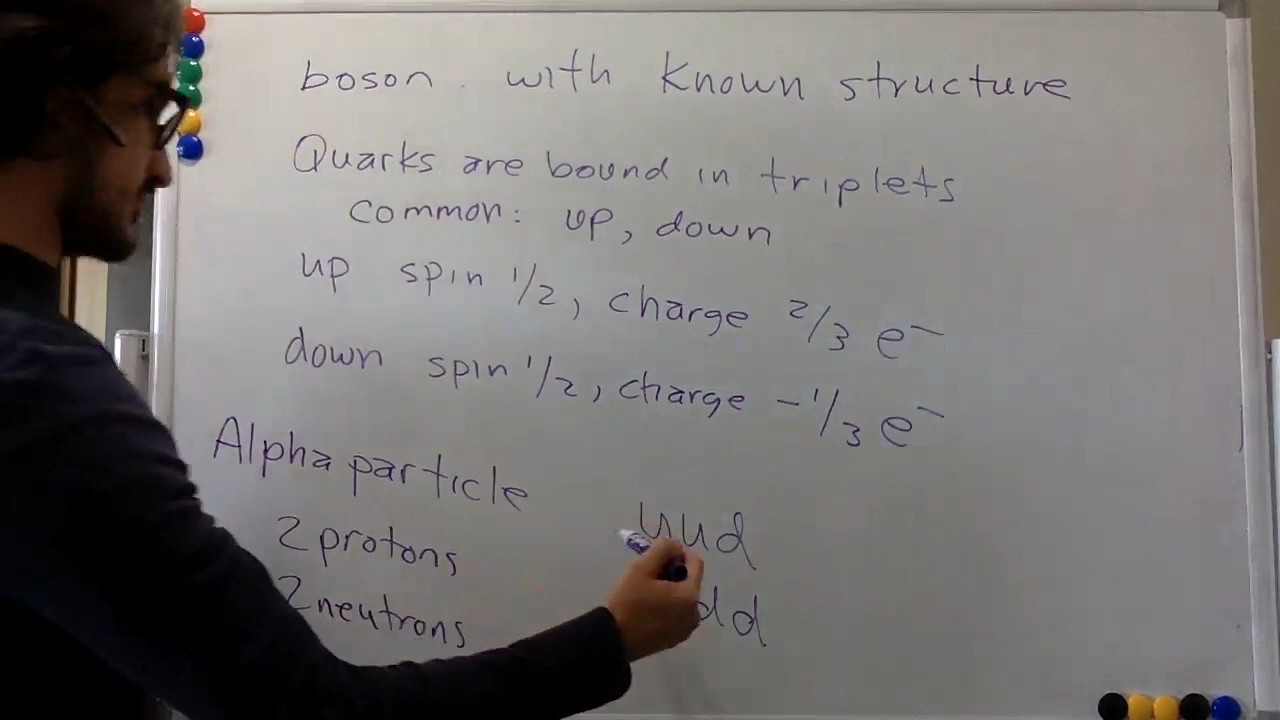 boson. with known structure
Quarks are bound in triplets
common: up, down
up spin 1/2, charge 2/3 e⁻
down spin 1/2, charge -1/3 e⁻
Alpha particle
2 protons uud
2 neutrons dd